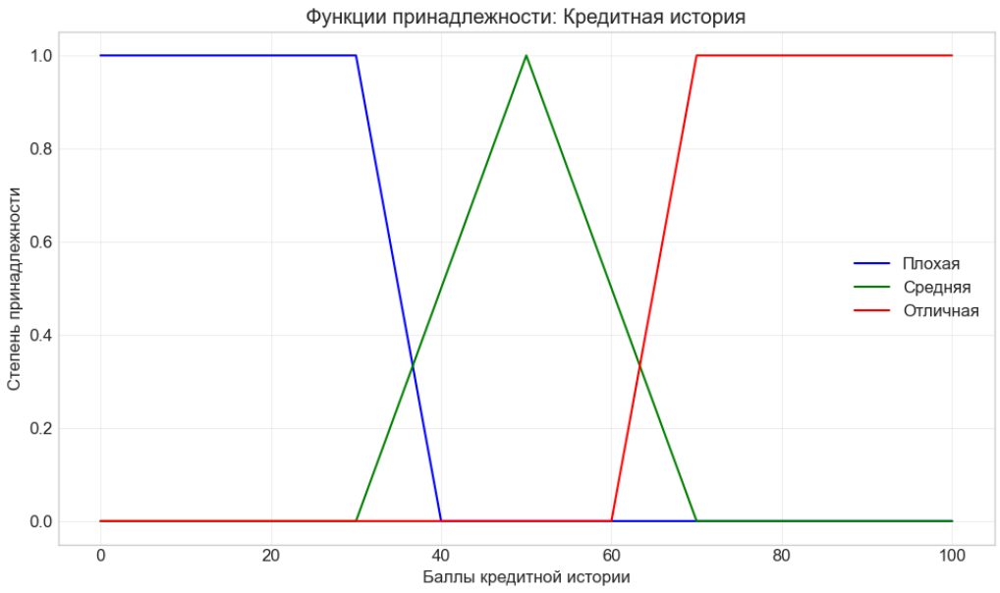 Функции принадлежности: Кредитная история
Степень принадлежности
1.0
0.8
0.6
0.4
0.2
0.0
Плохая
Средняя
Отличная
0 20 40 60 80 100
Баллы кредитной истории